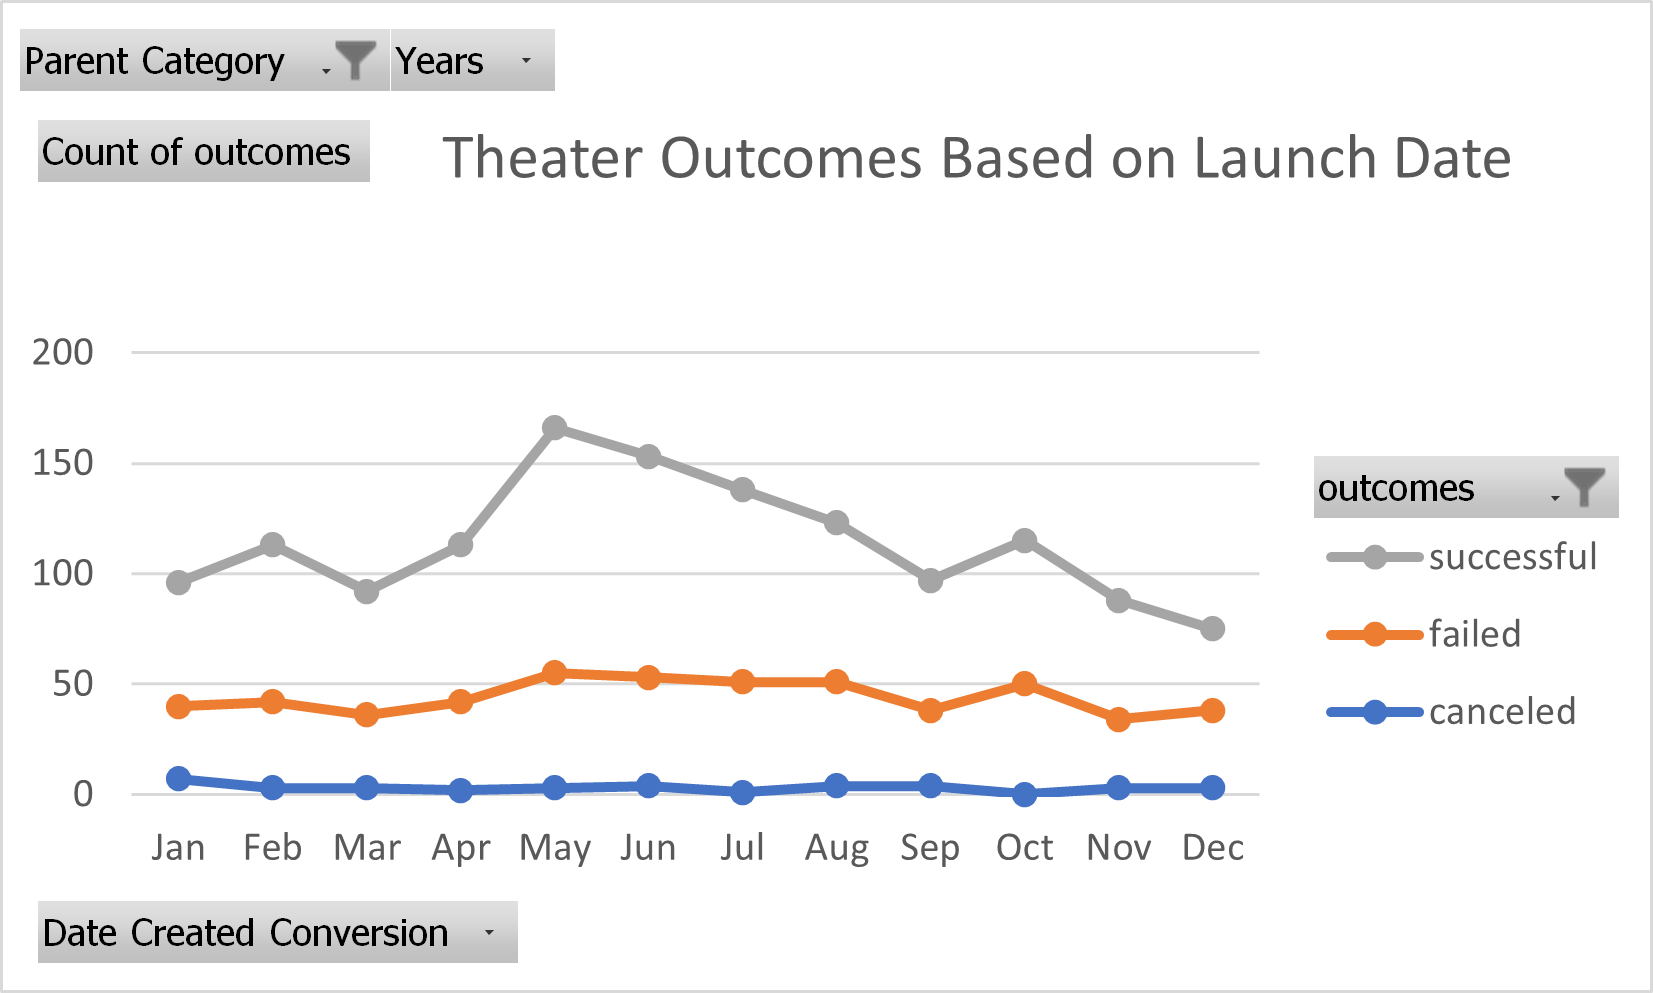 Parent Category Years
Count of outcomes
Theater Outcomes Based on Launch Date
200
150
100
50
0
Jan Feb Mar Apr May Jun Jul Aug Sep Oct Nov Dec
outcomes
successful
failed
canceled
Date Created Conversion